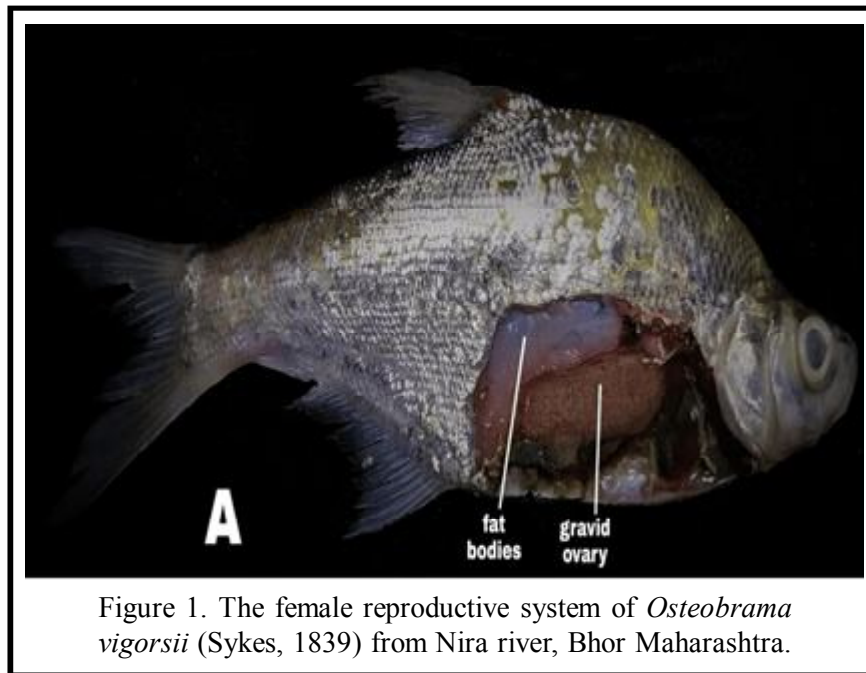 A
fat
bodies
gravid
ovary
Figure 1. The female reproductive system of Osteobrama
vigorsii (Sykes, 1839) from Nira river, Bhor Maharashtra.